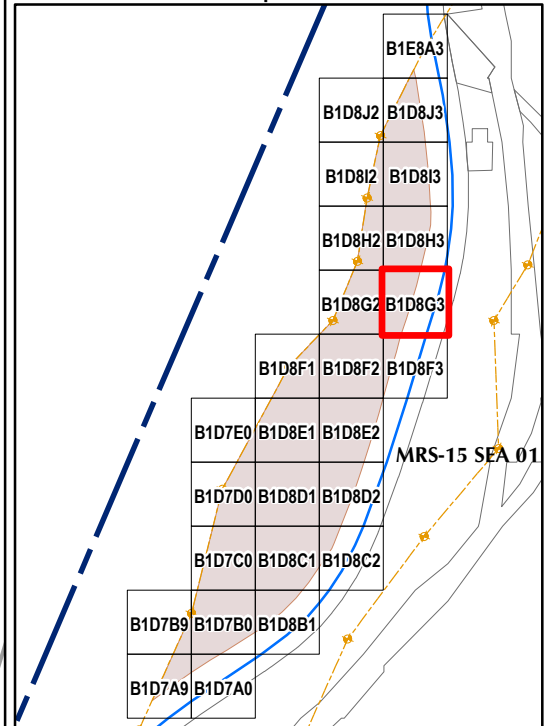 B1E8A3
B1D8J2 B1D8J3
B1D8I2 B1D8I3
B1D8H2 B1D8H3
B1D8G2 B1D8G3
B1D8F1 B1D8F2 B1D8F3
B1D7E0 B1D8E1 B1D8E2
MRS-15 SEA 01
B1D7D0 B1D8D1 B1D8D2
B1D7C0 B1D8C1 B1D8C2
B1D7B9 B1D7B0 B1D8B1
B1D7A9 B1D7A0